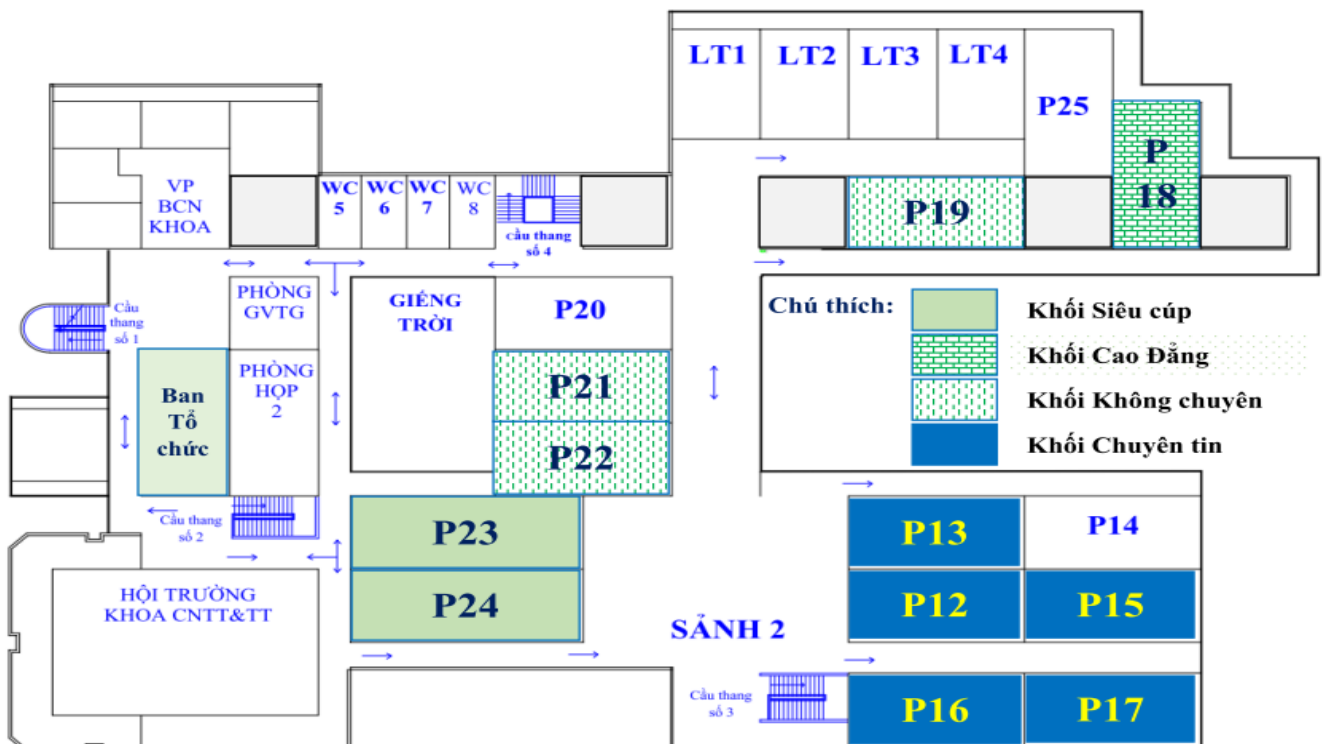 LT1
LT2
LT3
LT4
P25
P
18
P19
VP
BCN
KHOA
WC
5
WC
6
WC
7
WC
8
Cầu thang
số 4
Cầu
thang
số 1
PHÒNG
GVTG
GIẾNG
TRỜI
P20
Chú thích:
Khối Siêu cúp
Khối Cao Đẳng
Khối Không chuyên
Khối Chuyên tin
Ban
Tổ
chức
PHÒNG
HỌP
2
P21
P22
Cầu thang
số 2
P23
P24
P13
P14
P12
P15
HỘI TRƯỜNG
KHOA CNTT&TT
SẢNH 2
Cầu thang
số 3
P16
P17